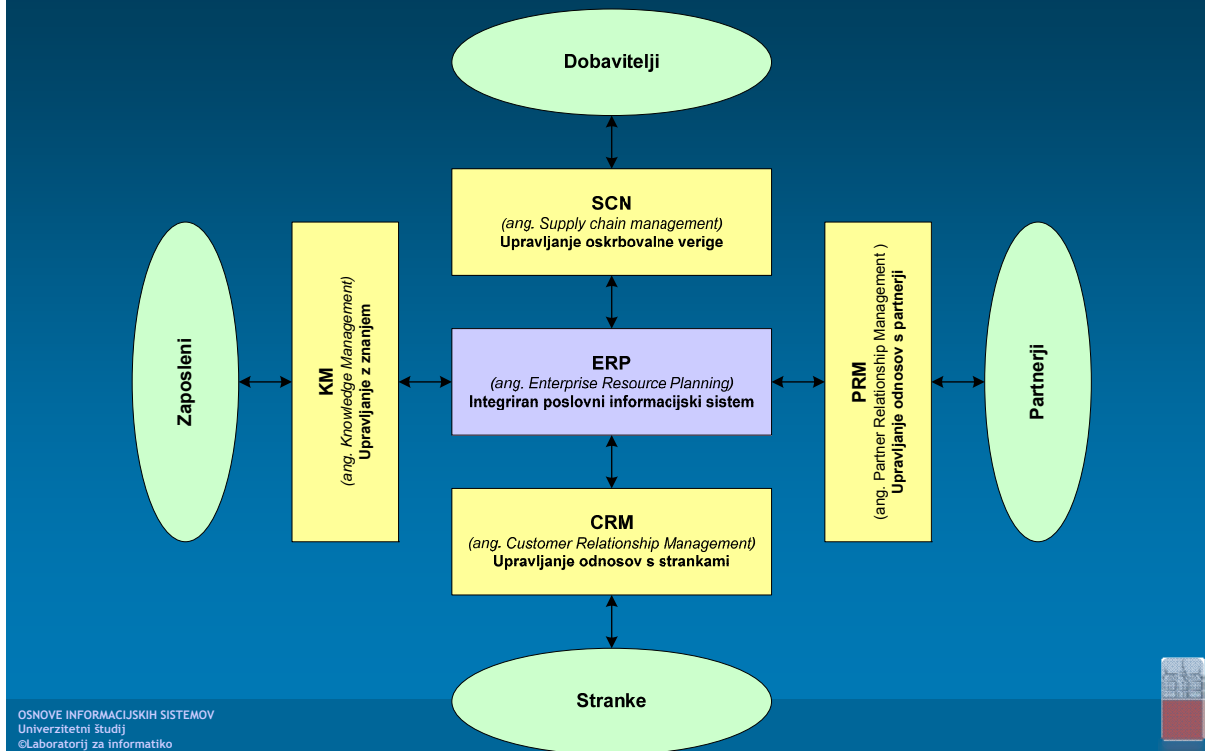 Dobavitelji
SCN
(ang. Supply chain management)
Upravljanje oskrbovalne verige
Zaposleni
KM
(ang. Knowledge Management)
Upravljanje z znanjem
ERP
(ang. Enterprise Resource Planning)
Integriran poslovni informacijski sistem
PRM
(ang. Partner Relationship Management )
Upravljanje odnosov s partnerji
Partnerji
CRM
(ang. Customer Relationship Management)
Upravljanje odnosov s strankami
Stranke
OSNOVE INFORMACIJSKIH SISTEMOV
Univerzitetni študij
©Laboratorij za informatiko